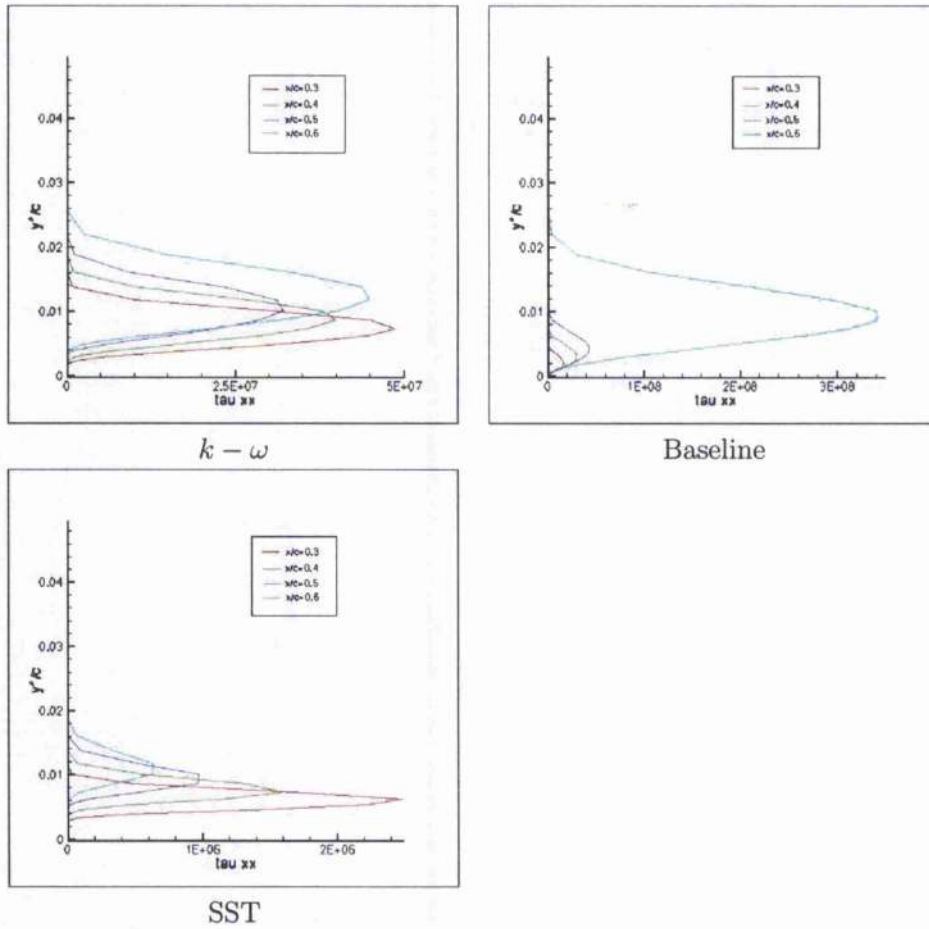 x/c=0.3
x/c=0.4
x/c=0.5
x/c=0.6
0.04
0.03
0.02
0.01
0
y*/c
0
2.5E+07
5E+07
tau xx
k − ω
x/c=0.3
x/c=0.4
x/c=0.5
x/c=0.6
0.04
0.03
0.02
0.01
0
y*/c
0
1E+08
2E+08
3E+08
tau xx
Baseline
x/c=0.3
x/c=0.4
x/c=0.5
x/c=0.6
0.04
0.03
0.02
0.01
0
y*/c
0
1E+06
2E+06
tau xx
SST